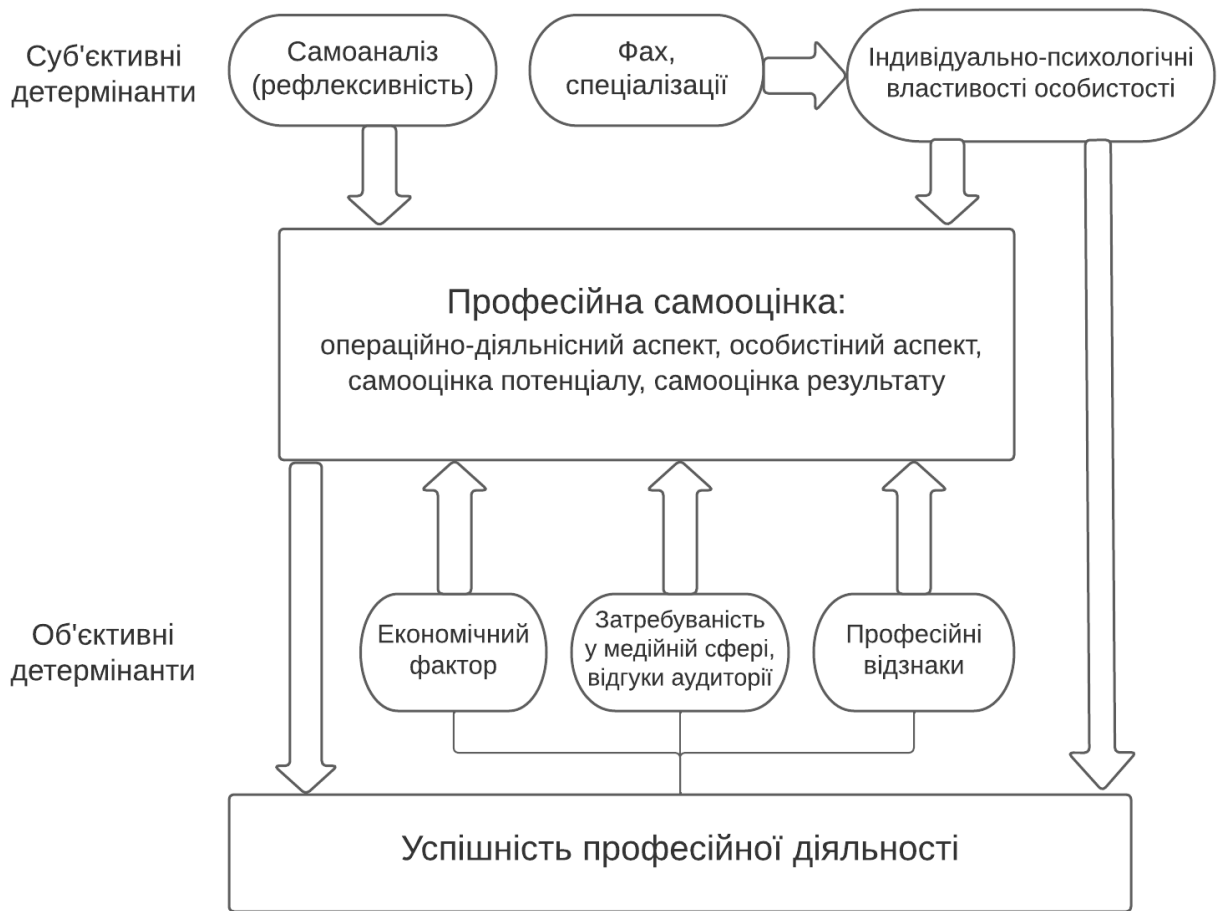 Суб'єктивні
детермінанти
Самоаналіз
(рефлексивність)
Фах,
спеціалізації
Індивідуально-психологічні
властивості особистості
Професійна самооцінка:
операційно-діяльнісний аспект, особистіний аспект,
самооцінка потенціалу, самооцінка результату
Об'єктивні
детермінанти
Економічний
фактор
Затребуваність
у медійній сфері,
відгуки аудиторії
Професійні
відзнаки
Успішність професійної діяльності